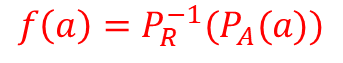 f(a) = P_R^{-1}(P_A(a))